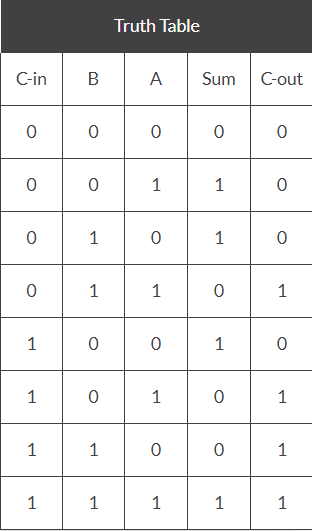 Truth Table
C-in B A Sum C-out
0 0 0 0 0
0 0 1 1 0
0 1 0 1 0
0 1 1 0 1
1 0 0 1 0
1 0 1 0 1
1 1 0 0 1
1 1 1 1 1